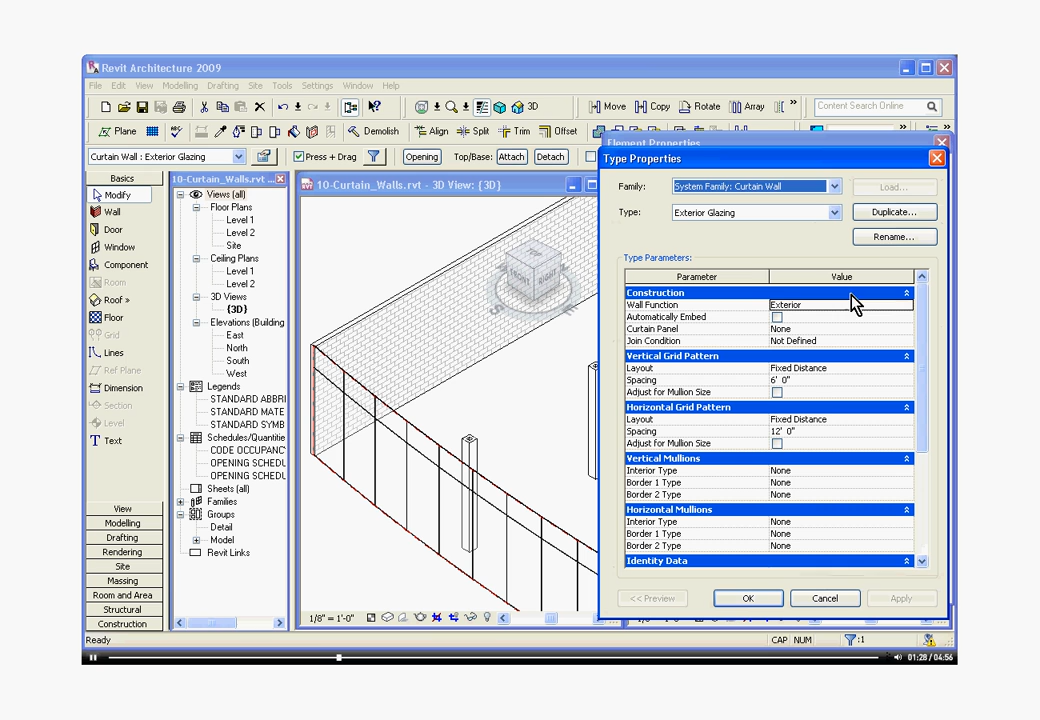 Revit Architecture 2009
File Edit View Modelling Drafting Site Tools Settings Window Help
3D Move Copy Rotate Array » Content Search Online
Plane Demolish Align Split Trim Offset » »
Curtain Wall : Exterior Glazing Press + Drag Opening Top/Base: Attach Detach
Element Properties
Type Properties
Family: System Family: Curtain Wall Load...
Type: Exterior Glazing Duplicate...
Rename...
Type Parameters:
Parameter Value
Construction
Wall Function Exterior
Automatically Embed
Curtain Panel None
Join Condition Not Defined
Vertical Grid Pattern
Layout Fixed Distance
Spacing 6' 0"
Adjust for Mullion Size
Horizontal Grid Pattern
Layout Fixed Distance
Spacing 12' 0"
Adjust for Mullion Size
Vertical Mullions
Interior Type None
Border 1 Type None
Border 2 Type None
Horizontal Mullions
Interior Type None
Border 1 Type None
Border 2 Type None
Identity Data
<< Preview OK Cancel Apply
Basics
Modify
Wall
Door
Window
Component
Room
Roof »
Floor
Grid
Lines
Ref Plane
Dimension
Section
Level
Text
View
Modelling
Drafting
Rendering
Site
Massing
Room and Area
Structural
Construction
10-Curtain_Walls.rvt ...
Views (all)
Floor Plans
Level 1
Level 2
Site
Ceiling Plans
Level 1
Level 2
3D Views
{3D}
Elevations (Building
East
North
South
West
Legends
STANDARD ABBRI
STANDARD MATE
STANDARD SYMB
Schedules/Quantitie
CODE OCCUPANC
OPENING SCHEDU
OPENING SCHEDU
Sheets (all)
Families
Groups
Detail
Model
Revit Links
10-Curtain_Walls.rvt - 3D View: {3D}
TOP
FRONT RIGHT
S
1/8" = 1'-0"
Ready CAP NUM :1
01:28 / 04:56